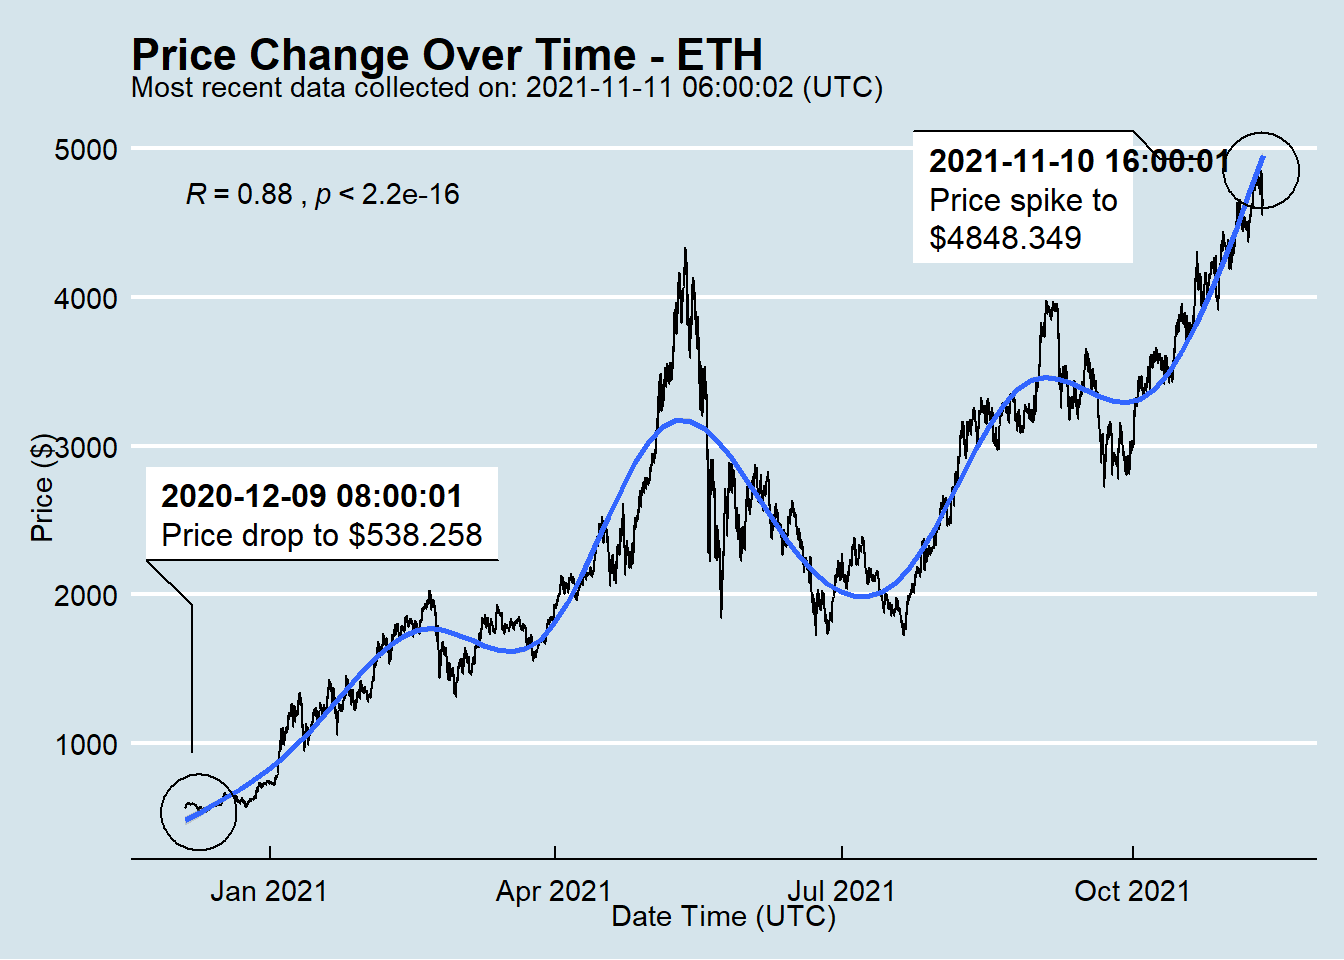 Price Change Over Time - ETH
Most recent data collected on: 2021-11-11 06:00:02 (UTC)
5000
2021-11-10 16:00:01
Price spike to
$4848.349
R = 0.88 , p < 2.2e-16
4000
3000
Price ($)
2020-12-09 08:00:01
Price drop to $538.258
2000
1000
Jan 2021
Apr 2021
Jul 2021
Oct 2021
Date Time (UTC)